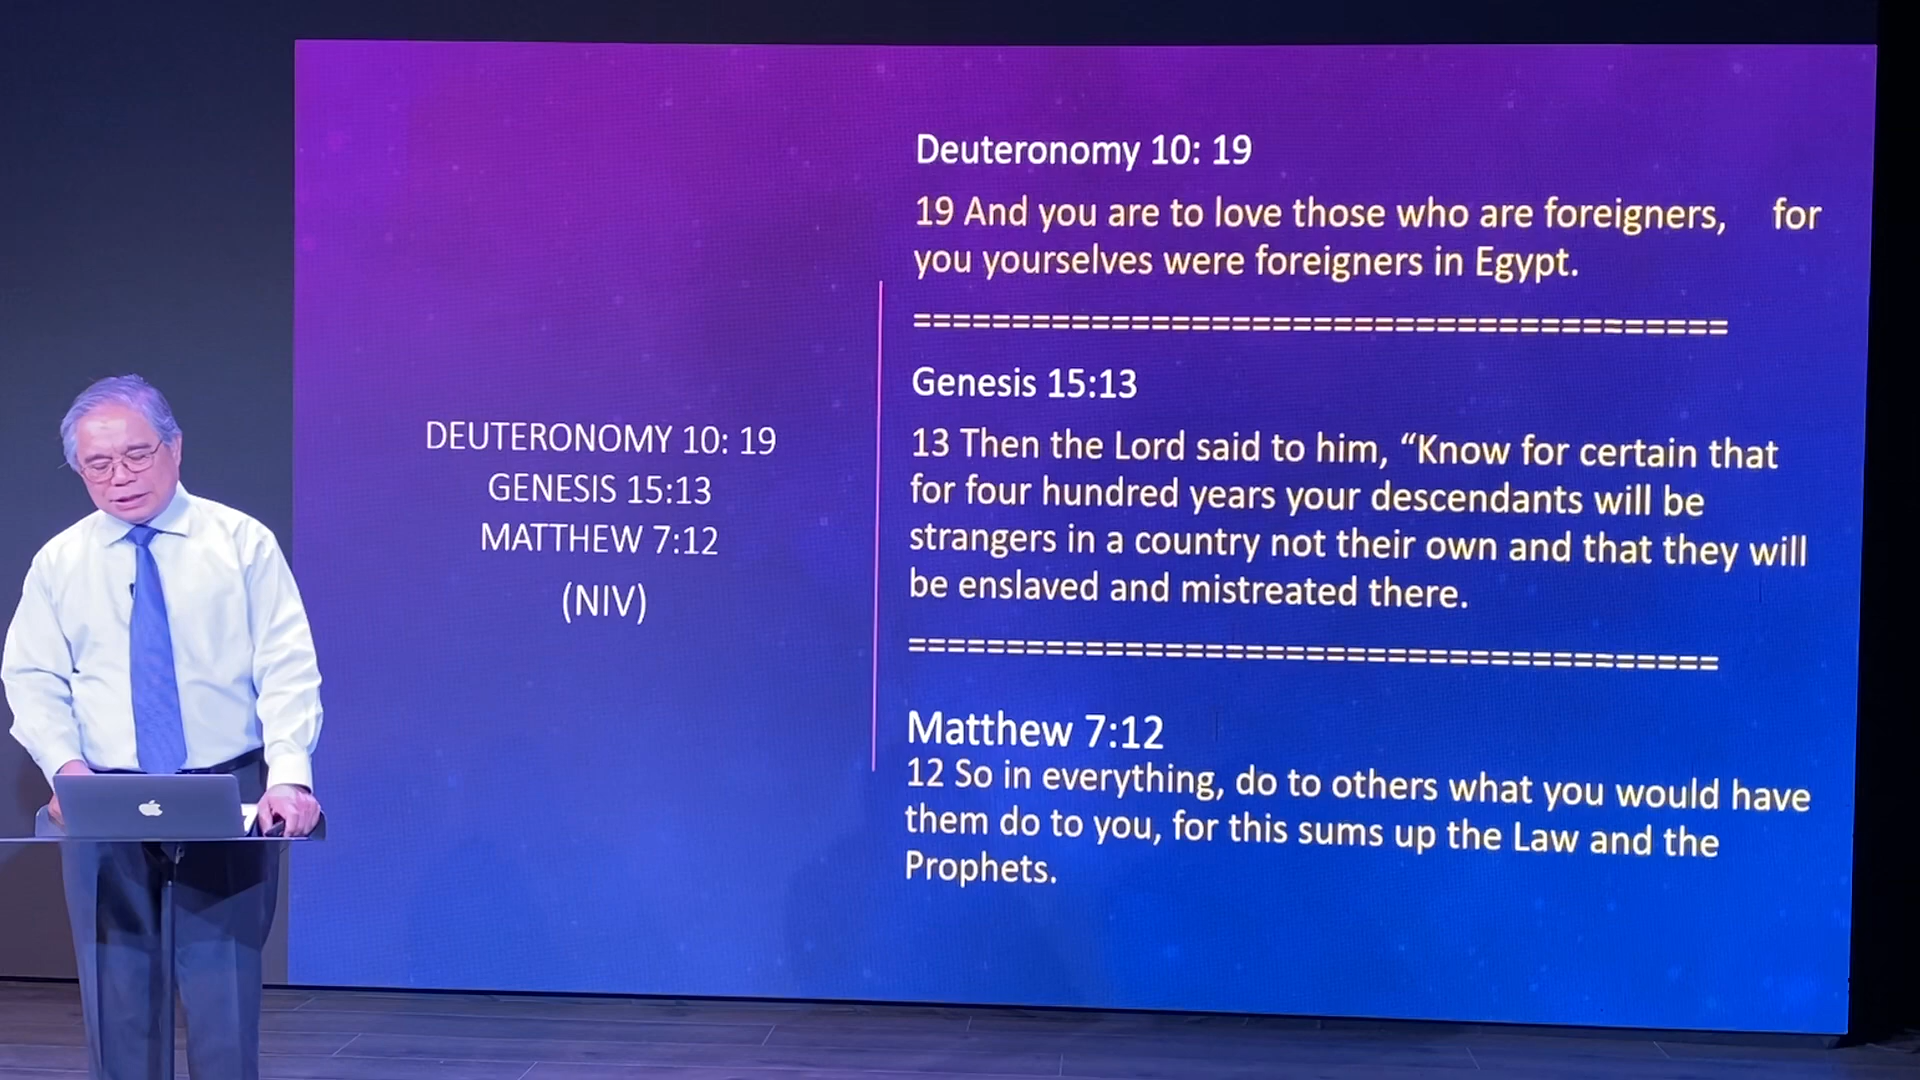 DEUTERONOMY 10: 19
GENESIS 15:13
MATTHEW 7:12
(NIV)
Deuteronomy 10: 19
19 And you are to love those who are foreigners, for
you yourselves were foreigners in Egypt.
=========================================
Genesis 15:13
13 Then the Lord said to him, “Know for certain that
for four hundred years your descendants will be
strangers in a country not their own and that they will
be enslaved and mistreated there.
=========================================
Matthew 7:12
12 So in everything, do to others what you would have
them do to you, for this sums up the Law and the
Prophets.